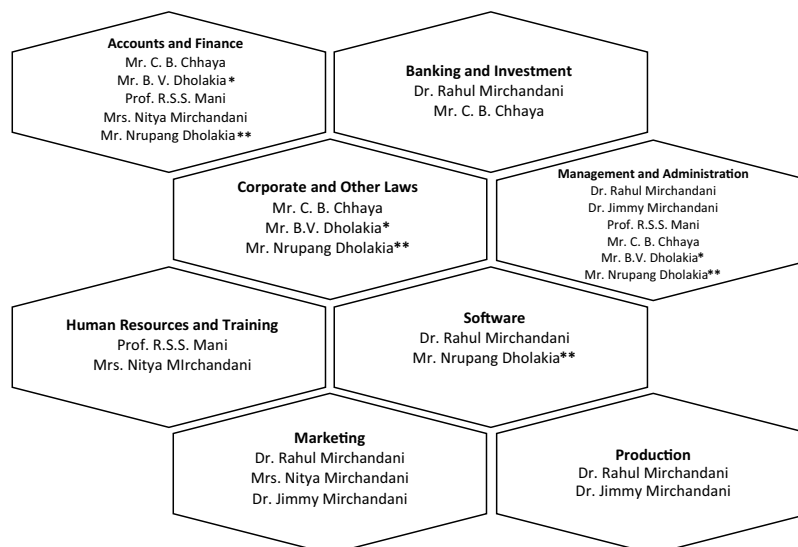 Accounts and Finance
Mr. C. B. Chhaya
Mr. B. V. Dholakia*
Prof. R.S.S. Mani
Mrs. Nitya Mirchandani
Mr. Nrupang Dholakia**
Banking and Investment
Dr. Rahul Mirchandani
Mr. C. B. Chhaya
Corporate and Other Laws
Mr. C. B. Chhaya
Mr. B.V. Dholakia*
Mr. Nrupang Dholakia**
Management and Administration
Dr. Rahul Mirchandani
Dr. Jimmy Mirchandani
Prof. R.S.S. Mani
Mr. C. B. Chhaya
Mr. B.V. Dholakia*
Mr. Nrupang Dholakia**
Human Resources and Training
Prof. R.S.S. Mani
Mrs. Nitya MIrchandani
Software
Dr. Rahul Mirchandani
Mr. Nrupang Dholakia**
Marketing
Dr. Rahul Mirchandani
Mrs. Nitya Mirchandani
Dr. Jimmy Mirchandani
Production
Dr. Rahul Mirchandani
Dr. Jimmy Mirchandani